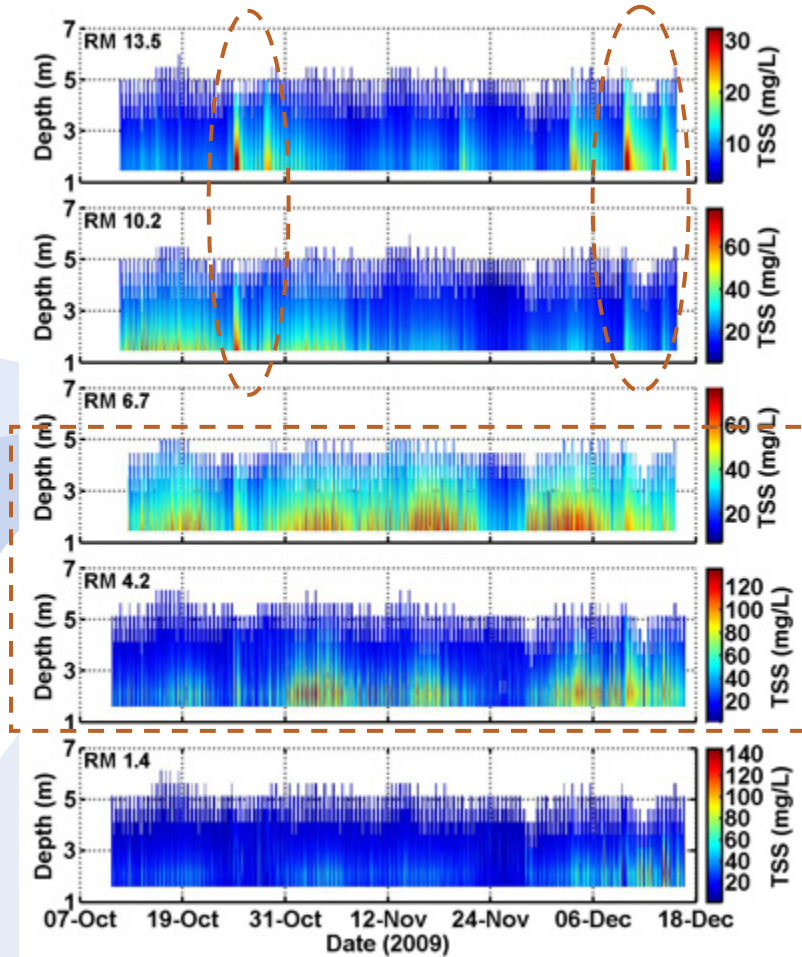 RM 13.5
7
5
3
1
Depth (m)
30
20
10
TSS (mg/L)
RM 10.2
7
5
3
1
Depth (m)
60
40
20
TSS (mg/L)
RM 6.7
7
5
3
1
Depth (m)
60
40
20
TSS (mg/L)
RM 4.2
7
5
3
1
Depth (m)
120
100
80
60
40
20
TSS (mg/L)
RM 1.4
7
5
3
1
Depth (m)
140
120
100
80
60
40
20
TSS (mg/L)
07-Oct 19-Oct 31-Oct 12-Nov 24-Nov 06-Dec 18-Dec
Date (2009)